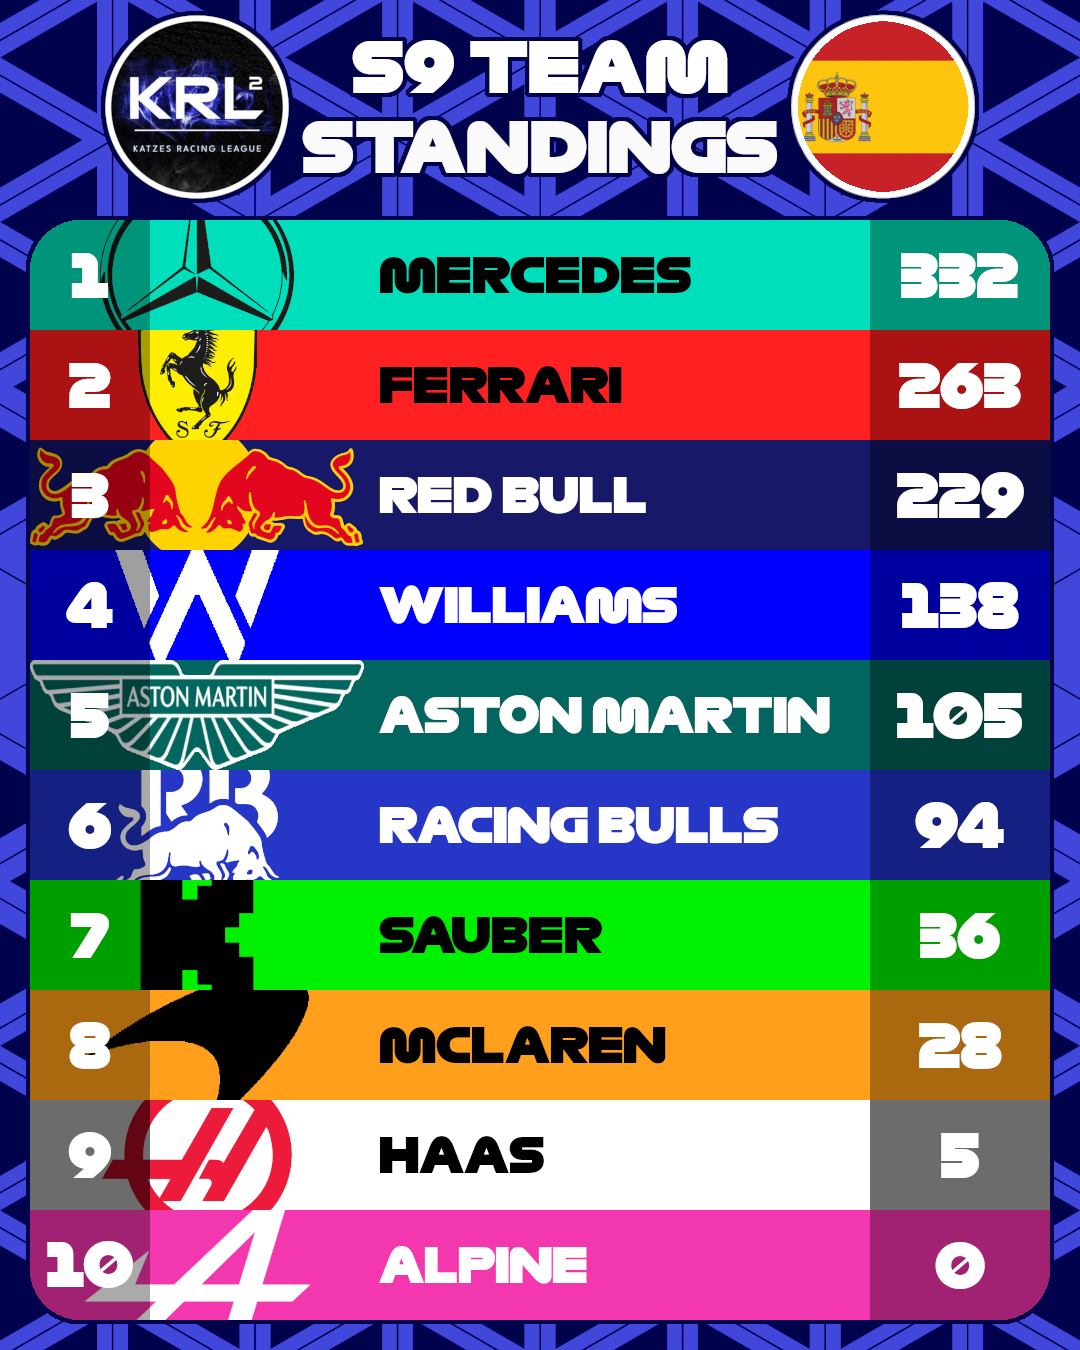 KRL²
KATZES RACING LEAGUE
S9 TEAM
STANDINGS
1 MERCEDES 332
2 S F FERRARI 263
3 RED BULL 229
4 W WILLIAMS 138
5 ASTON MARTIN ASTON MARTIN 105
6 RB RACING BULLS 94
7 K SAUBER 36
8 MCLAREN 28
9 H HAAS 5
10 A ALPINE 0